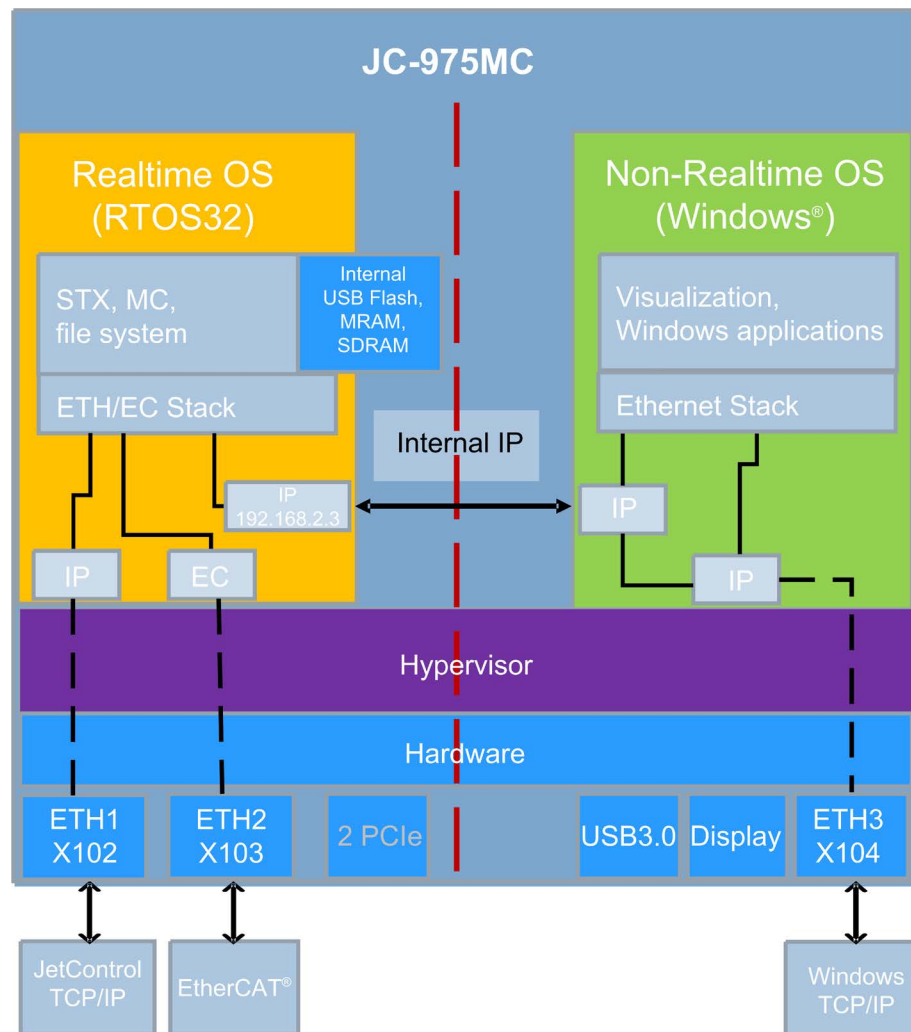 JC-975MC
Realtime OS
(RTOS32)
STX, MC,
file system
Internal
USB Flash,
MRAM,
SDRAM
ETH/EC Stack
IP
192.168.2.3
IP
EC
Internal IP
Non-Realtime OS
(Windows®)
Visualization,
Windows applications
Ethernet Stack
IP
IP
Hypervisor
Hardware
ETH1
X102
ETH2
X103
2 PCIe
USB3.0
Display
ETH3
X104
JetControl
TCP/IP
EtherCAT®
Windows
TCP/IP